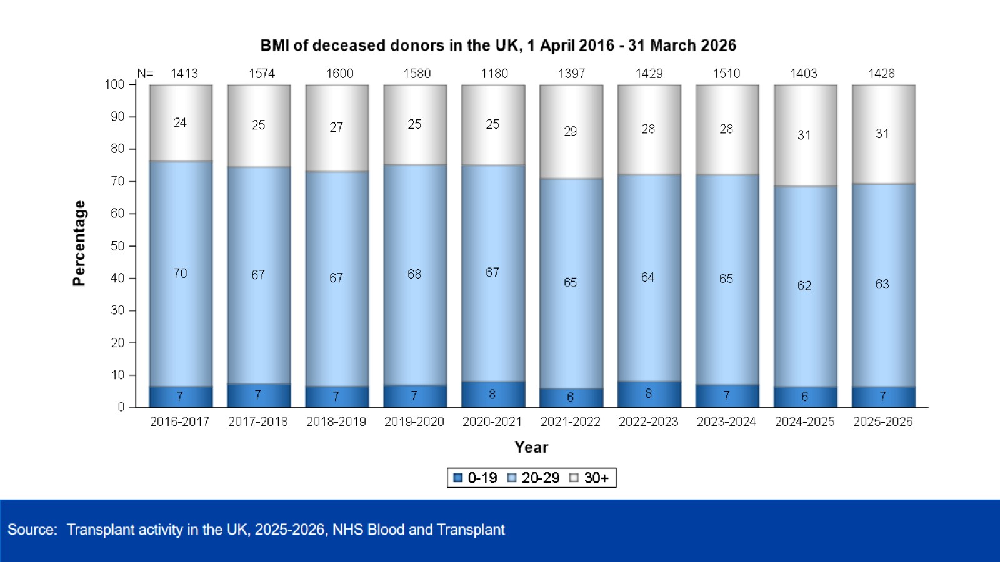 BMI of deceased donors in the UK, 1 April 2016 - 31 March 2026
N= 1413 1574 1600 1580 1180 1397 1429 1510 1403 1428
100
90
80
70
60
50
40
30
20
10
0
Percentage
24 25 27 25 25 29 28 28 31 31
70 67 67 68 67 65 64 65 62 63
7 7 7 7 8 6 8 7 6 7
2016-2017 2017-2018 2018-2019 2019-2020 2020-2021 2021-2022 2022-2023 2023-2024 2024-2025 2025-2026
Year
0-19 20-29 30+
Source: Transplant activity in the UK, 2025-2026, NHS Blood and Transplant